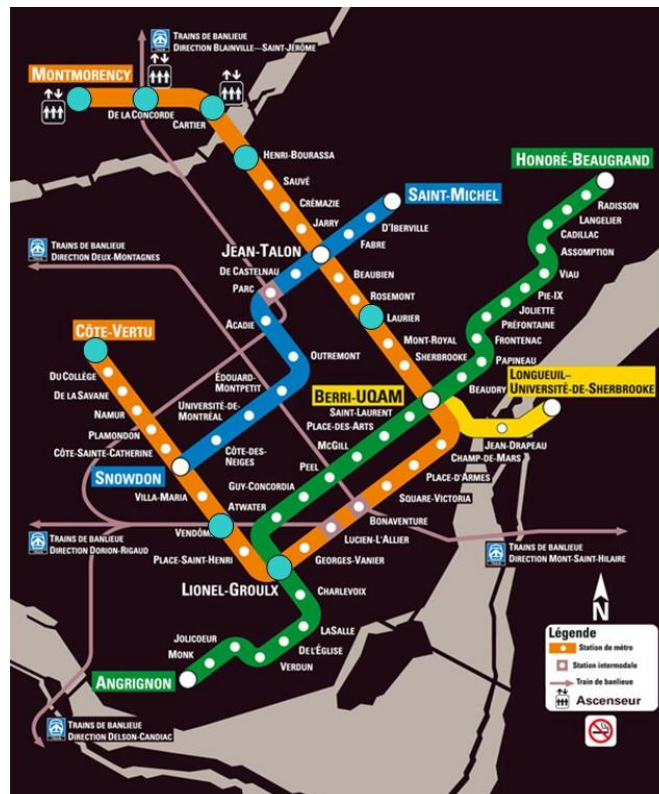 TRAINS DE BANLIEUE
DIRECTION BLAINVILLE—SAINT-JÉRÔME
MONTMORENCY
DE LA CONCORDE
CARTIER
HENRI-BOURASSA
HONORÉ-BEAUGRAND
SAUVÉ
SAINT-MICHEL
RADISSON
CRÉMAZIE
LANGELIER
JARRY
D'IBERVILLE
CADILLAC
TRAINS DE BANLIEUE
DIRECTION DEUX-MONTAGNES
JEAN-TALON
FABRE
ASSOMPTION
DE CASTELNAU
BEAUBIEN
VIAU
PARC
ROSEMONT
PIE-IX
LAURIER
JOLIETTE
ACADIE
PRÉFONTAINE
CÔTE-VERTU
MONT-ROYAL
FRONTENAC
OUTREMONT
SHERBROOKE
PAPINEAU
DU COLLÈGE
ÉDOUARD-
MONTPETIT
BEAUDRY
LONGUEUIL–
UNIVERSITÉ-DE-SHERBROOKE
DE LA SAVANE
BERRI-UQAM
NAMUR
UNIVERSITÉ-DE-
MONTRÉAL
SAINT-LAURENT
PLACE-DES-ARTS
PLAMONDON
MCGILL
JEAN-DRAPEAU
CÔTE-SAINTE-CATHERINE
CÔTE-DES-
NEIGES
PEEL
CHAMP-DE-MARS
SNOWDON
GUY-CONCORDIA
PLACE-D'ARMES
VILLA-MARIA
ATWATER
SQUARE-VICTORIA
VENDÔME
BONAVENTURE
LUCIEN-L'ALLIER
TRAINS DE BANLIEUE
DIRECTION DORION-RIGAUD
PLACE-SAINT-HENRI
GEORGES-VANIER
TRAINS DE BANLIEUE
DIRECTION MONT-SAINT-HILAIRE
LIONEL-GROULX
CHARLEVOIX
LASALLE
DE L'ÉGLISE
VERDUN
JOLICOEUR
MONK
ANGRIGNON
TRAINS DE BANLIEUE
DIRECTION DELSON-CANDIAC
N
Légende
Station de métro
Station intermodale
Train de banlieue
Ascenseur